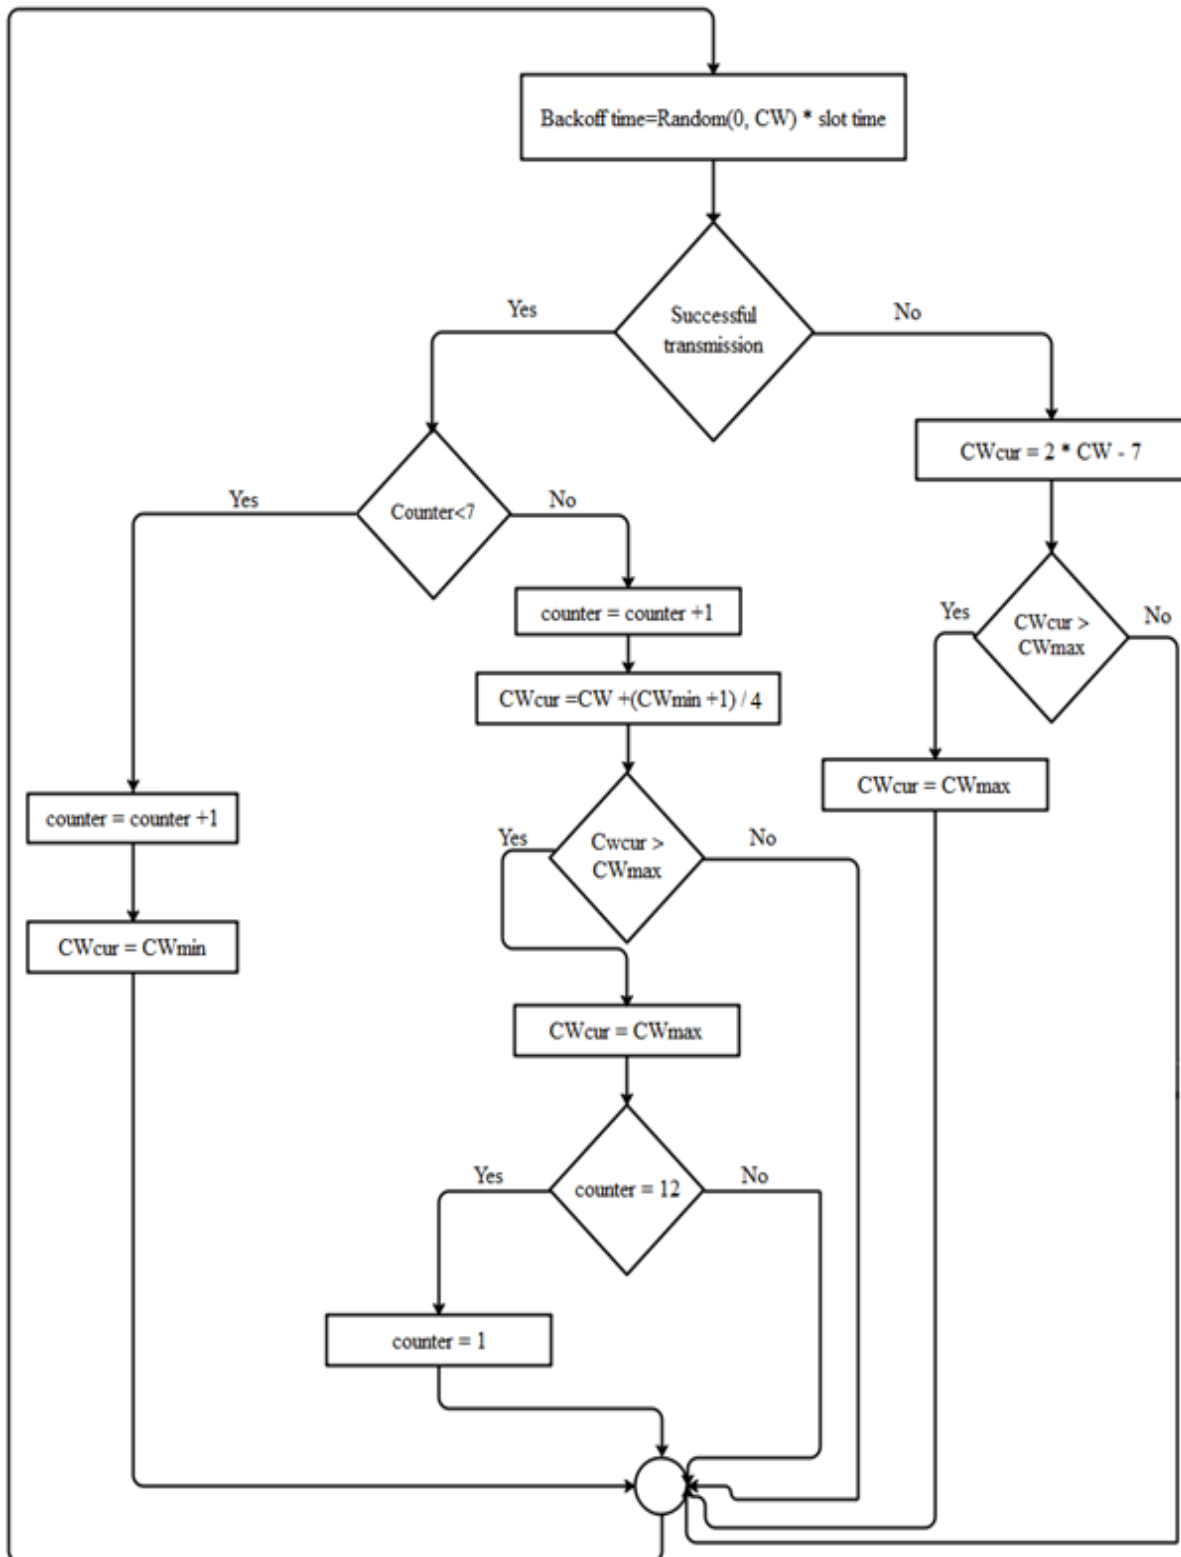 Backoff time=Random(0, CW) * slot time
Yes
Successful
transmission
No
CWcur = 2 * CW - 7
Yes
Counter<7
No
counter = counter +1
Yes
CWcur >
CWmax
No
CWcur =CW +(CWmin +1) / 4
CWcur = CWmax
counter = counter +1
Yes
Cwcur >
CWmax
No
CWcur = CWmin
CWcur = CWmax
Yes
counter = 12
No
counter = 1